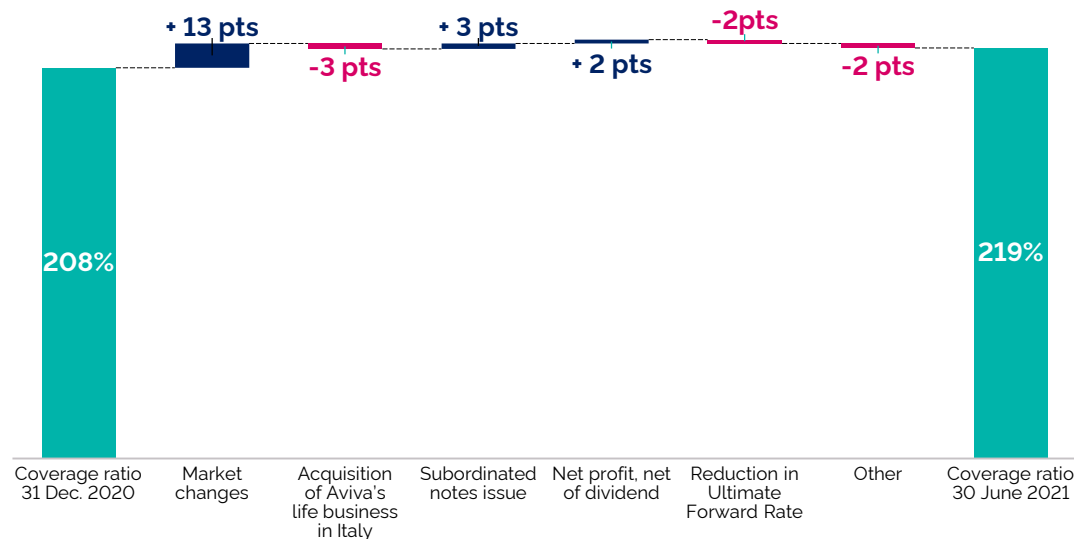 + 13 pts
-3 pts
+ 3 pts
+ 2 pts
-2pts
-2 pts
208%
219%
Coverage ratio
31 Dec. 2020
Market
changes
Acquisition
of Aviva's
life business
in Italy
Subordinated
notes issue
Net profit, net
of dividend
Reduction in
Ultimate
Forward Rate
Other
Coverage ratio
30 June 2021